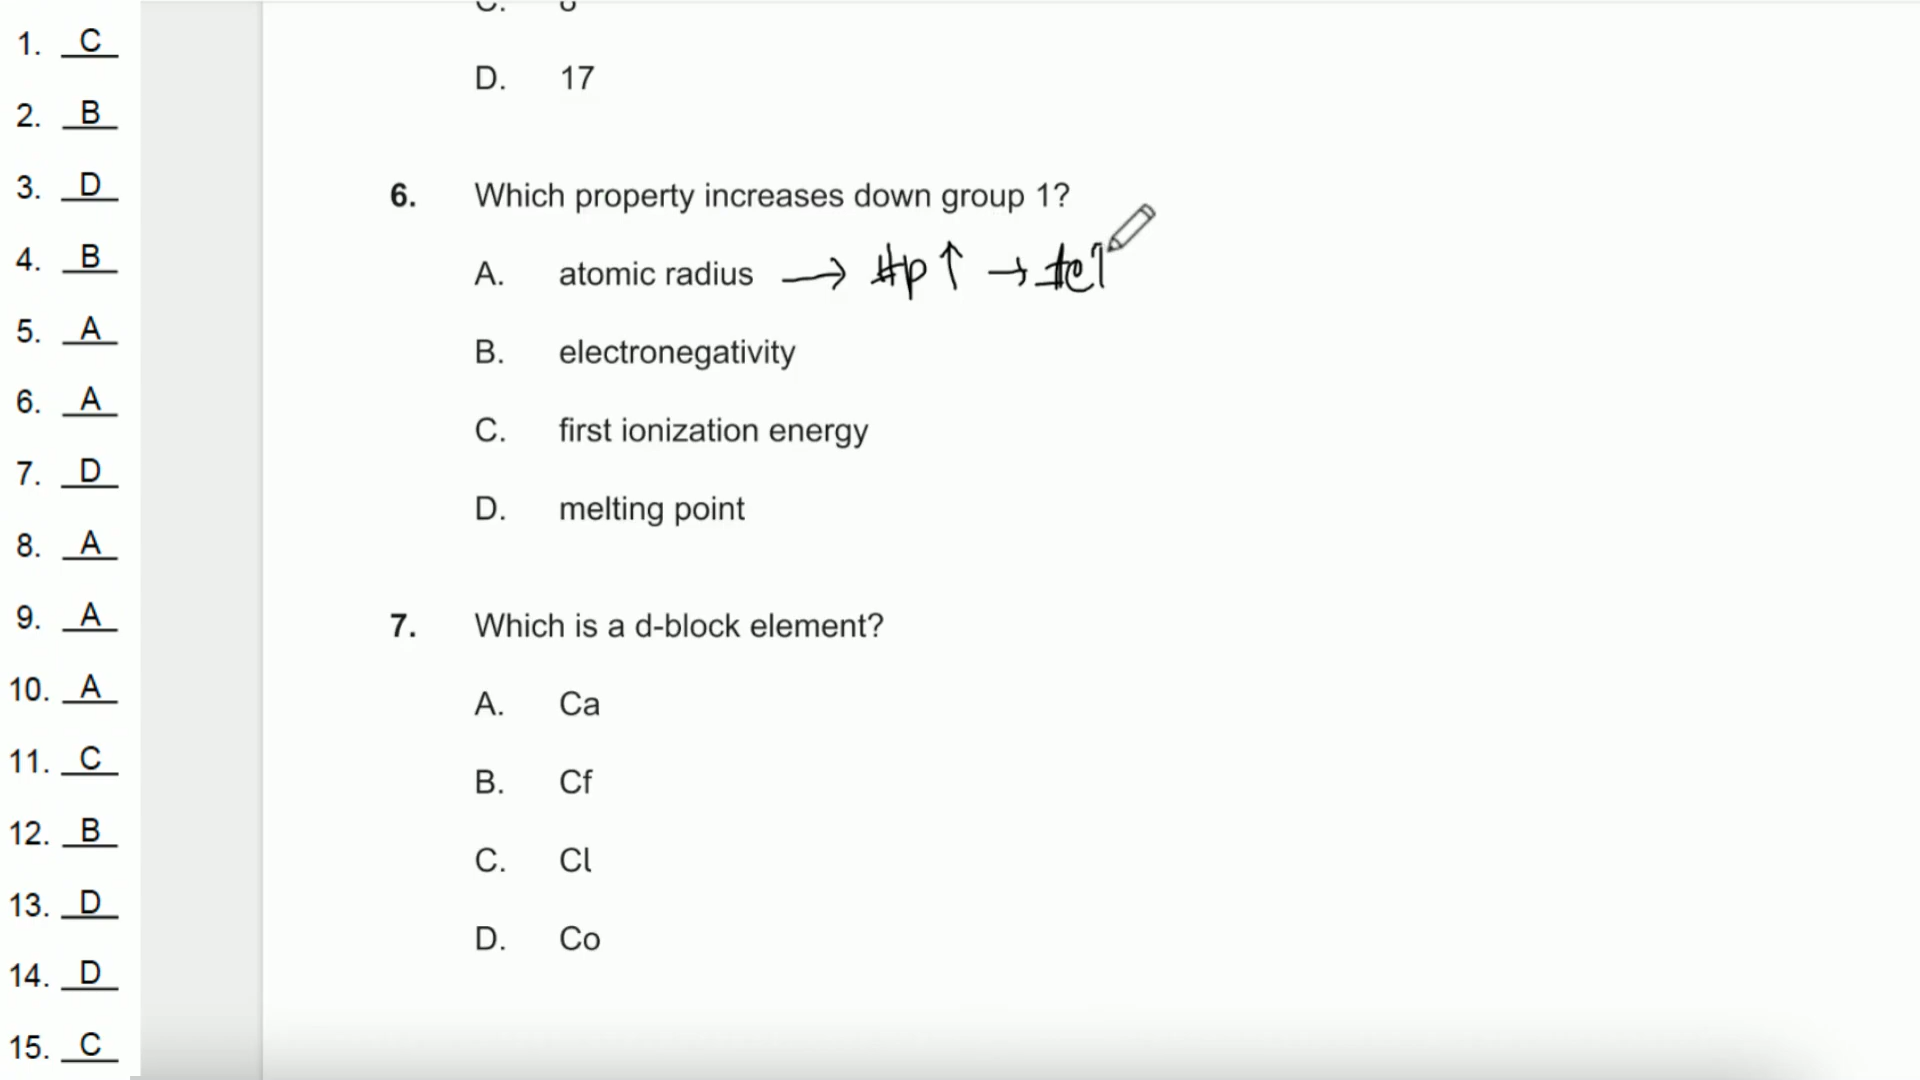 1. C
2. B
3. D
4. B
5. A
6. A
7. D
8. A
9. A
10. A
11. C
12. B
13. D
14. D
15. C
D. 17
6. Which property increases down group 1?
A. atomic radius → #p↑ → #e↑
B. electronegativity
C. first ionization energy
D. melting point
7. Which is a d-block element?
A. Ca
B. Cf
C. Cl
D. Co